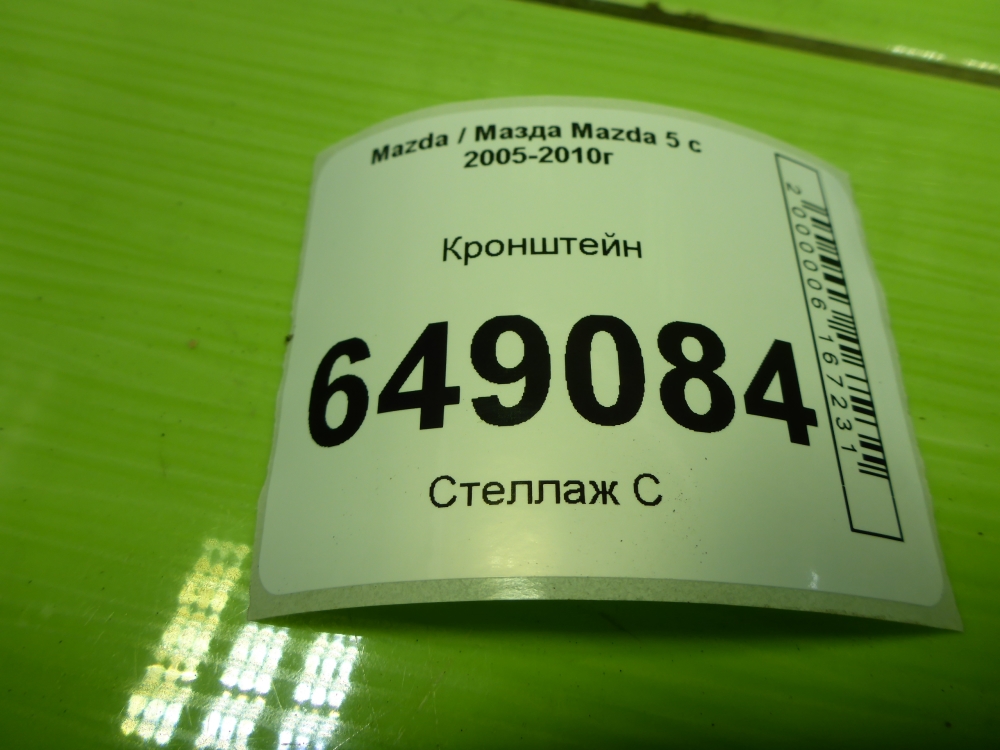 Mazda / Мазда Mazda 5 с
2005-2010г
Кронштейн
649084
Стеллаж С
2000006167231